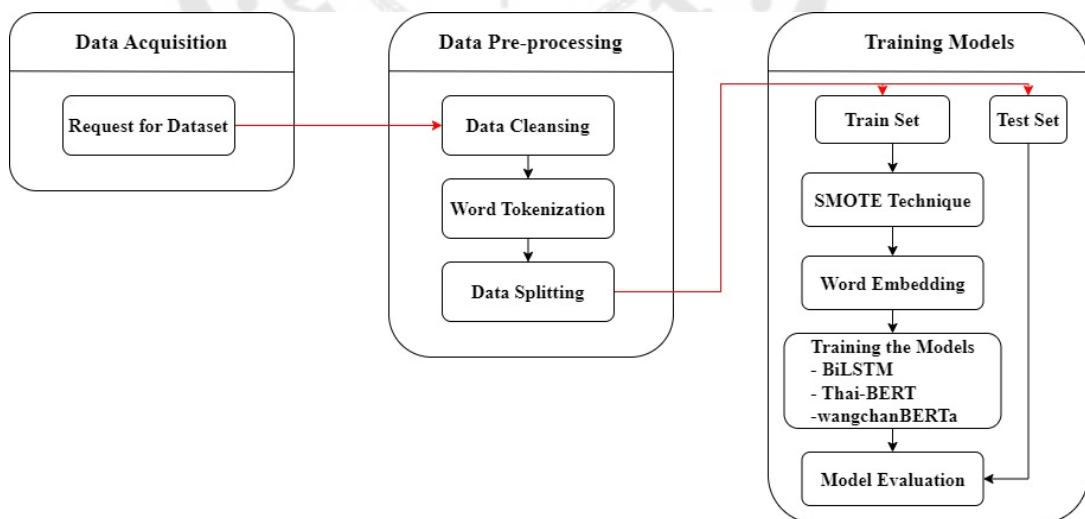 Data Acquisition
Request for Dataset
Data Pre-processing
Data Cleansing
Word Tokenization
Data Splitting
Training Models
Train Set
Test Set
SMOTE Technique
Word Embedding
Training the Models
- BiLSTM
- Thai-BERT
-wangchanBERTa
Model Evaluation